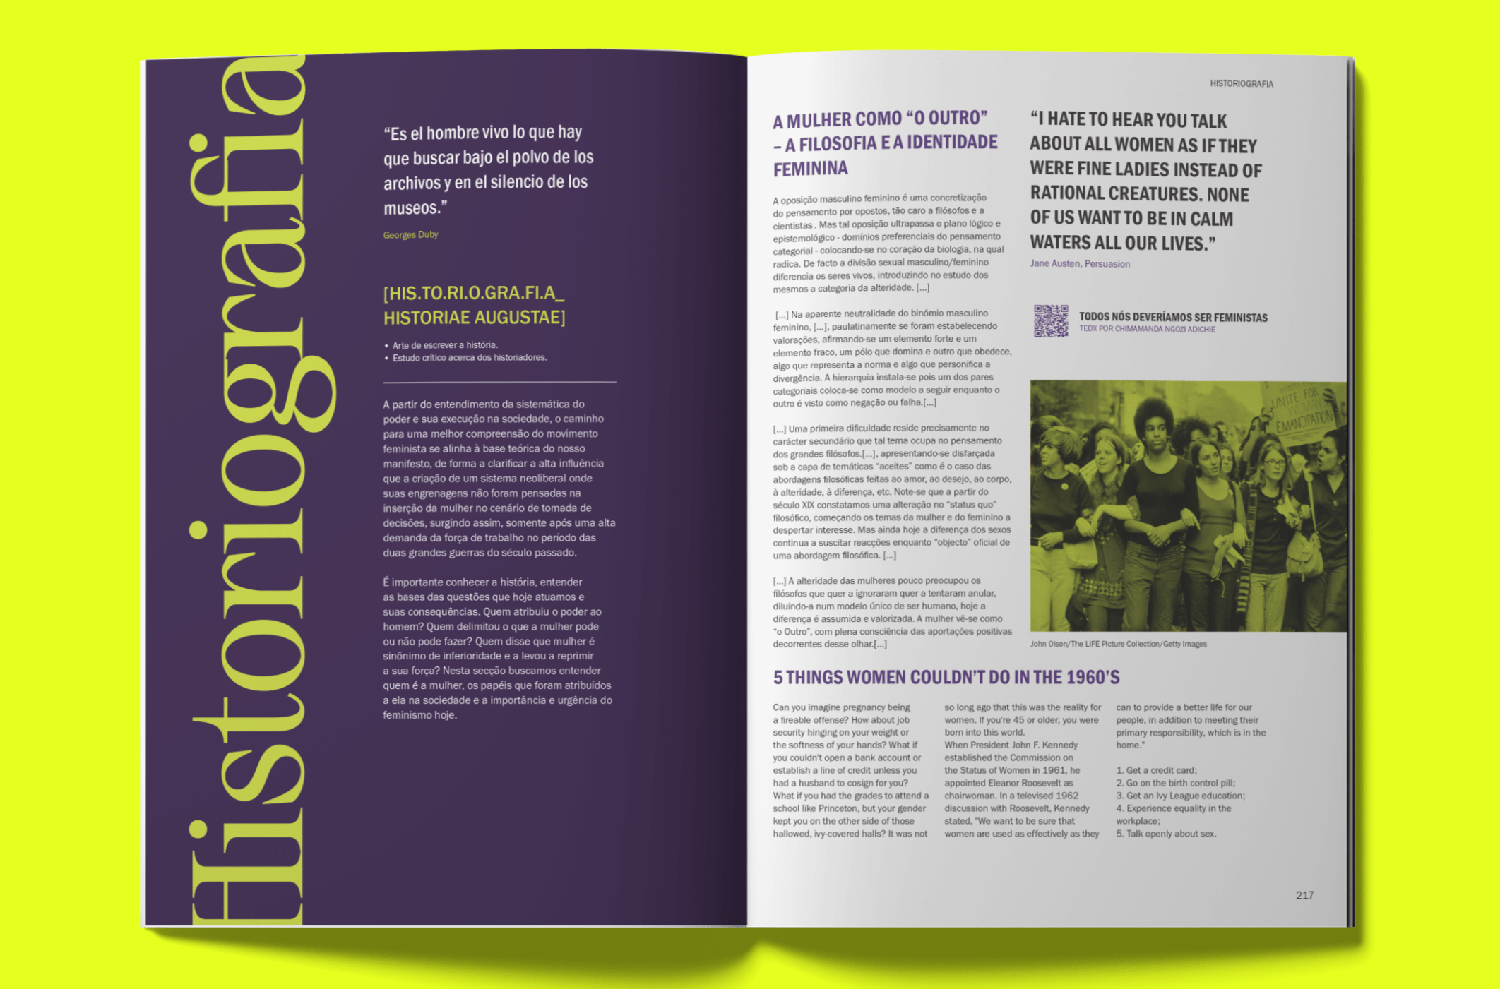 Historiografia
“Es el hombre vivo lo que hay
que buscar bajo el polvo de los
archivos y en el silencio de los
museos.”
Georges Duby
[HIS.TO.RI.O.GRA.FI.A_
HISTORIAE AUGUSTAE]
• Arte de escrever a história.
• Estudo crítico acerca dos historiadores.
A partir do entendimento da sistemática do
poder e sua execução na sociedade, o caminho
para uma melhor compreensão do movimento
feminista se alinha à base teórica do nosso
manifesto, de forma a clarificar a alta influência
que a criação de um sistema neoliberal onde
suas engrenagens não foram pensadas na
inserção da mulher no cenário de tomada de
decisões, surgindo assim, somente após uma alta
demanda da força de trabalho no período das
duas grandes guerras do século passado.
É importante conhecer a história, entender
as bases das questões que hoje atuamos e
suas consequências. Quem atribuiu o poder ao
homem? Quem delimitou o que a mulher pode
ou não pode fazer? Quem disse que mulher é
sinônimo de inferioridade e a levou a reprimir
a sua força? Nesta secção buscamos entender
quem é a mulher, os papéis que foram atribuídos
a ela na sociedade e a importância e urgência do
feminismo hoje.
HISTORIOGRAFIA
A MULHER COMO “O OUTRO”
– A FILOSOFIA E A IDENTIDADE
FEMININA
A oposição masculino feminino é uma concretização
do pensamento por opostos, tão caro a filósofos e a
cientistas . Mas tal oposição ultrapassa o plano lógico e
epistemológico - domínios preferenciais do pensamento
categorial - colocando-se no coração da biologia, na qual
radica. De facto a divisão sexual masculino/feminino
diferencia os seres vivos, introduzindo no estudo dos
mesmos a categoria da alteridade. [...]
[...] Na aparente neutralidade do binómio masculino
feminino, [...], paulatinamente se foram estabelecendo
valorações, afirmando-se um elemento forte e um
elemento fraco, um pólo que domina e outro que obedece,
algo que representa a norma e algo que personifica a
divergência. A hierarquia instala-se pois um dos pares
categoriais coloca-se como modelo a seguir enquanto o
outro é visto como negação ou falha.[...]
[...] Uma primeira dificuldade reside precisamente no
carácter secundário que tal tema ocupa no pensamento
dos grandes filósofos.[...], apresentando-se disfarçada
sob a capa de temáticas “aceites” como é o caso das
abordagens filosóficas feitas ao amor, ao desejo, ao corpo,
à alteridade, à diferença, etc. Note-se que a partir do
século XIX constatamos uma alteração no “status quo”
filosófico, começando os temas da mulher e do feminino a
despertar interesse. Mas ainda hoje a diferença dos sexos
continua a suscitar reacções enquanto “objecto” oficial de
uma abordagem filosófica. [...]
[...] A alteridade das mulheres pouco preocupou os
filósofos que quer a ignoraram quer a tentaram anular,
diluindo-a num modelo único de ser humano, hoje a
diferença é assumida e valorizada. A mulher vê-se como
“o Outro”, com plena consciência das aportações positivas
decorrentes desse olhar.[...]
“I HATE TO HEAR YOU TALK
ABOUT ALL WOMEN AS IF THEY
WERE FINE LADIES INSTEAD OF
RATIONAL CREATURES. NONE
OF US WANT TO BE IN CALM
WATERS ALL OUR LIVES.”
Jane Austen, Persuasion
TODOS NÓS DEVERÍAMOS SER FEMINISTAS
TEDX POR CHIMAMANDA NGOZI ADICHIE
UNITE FOR
EMANCIPATION
John Olson/The LIFE Picture Collection/Getty Images
5 THINGS WOMEN COULDN’T DO IN THE 1960’S
Can you imagine pregnancy being
a fireable offense? How about job
security hinging on your weight or
the softness of your hands? What if
you couldn't open a bank account or
establish a line of credit unless you
had a husband to cosign for you?
What if you had the grades to attend a
school like Princeton, but your gender
kept you on the other side of those
hallowed, ivy-covered halls? It was not
so long ago that this was the reality for
women. If you're 45 or older, you were
born into this world.
When President John F. Kennedy
established the Commission on
the Status of Women in 1961, he
appointed Eleanor Roosevelt as
chairwoman. In a televised 1962
discussion with Roosevelt, Kennedy
stated, "We want to be sure that
women are used as effectively as they
can to provide a better life for our
people, in addition to meeting their
primary responsibility, which is in the
home."
1. Get a credit card;
2. Go on the birth control pill;
3. Get an Ivy League education;
4. Experience equality in the
workplace;
5. Talk openly about sex.
217